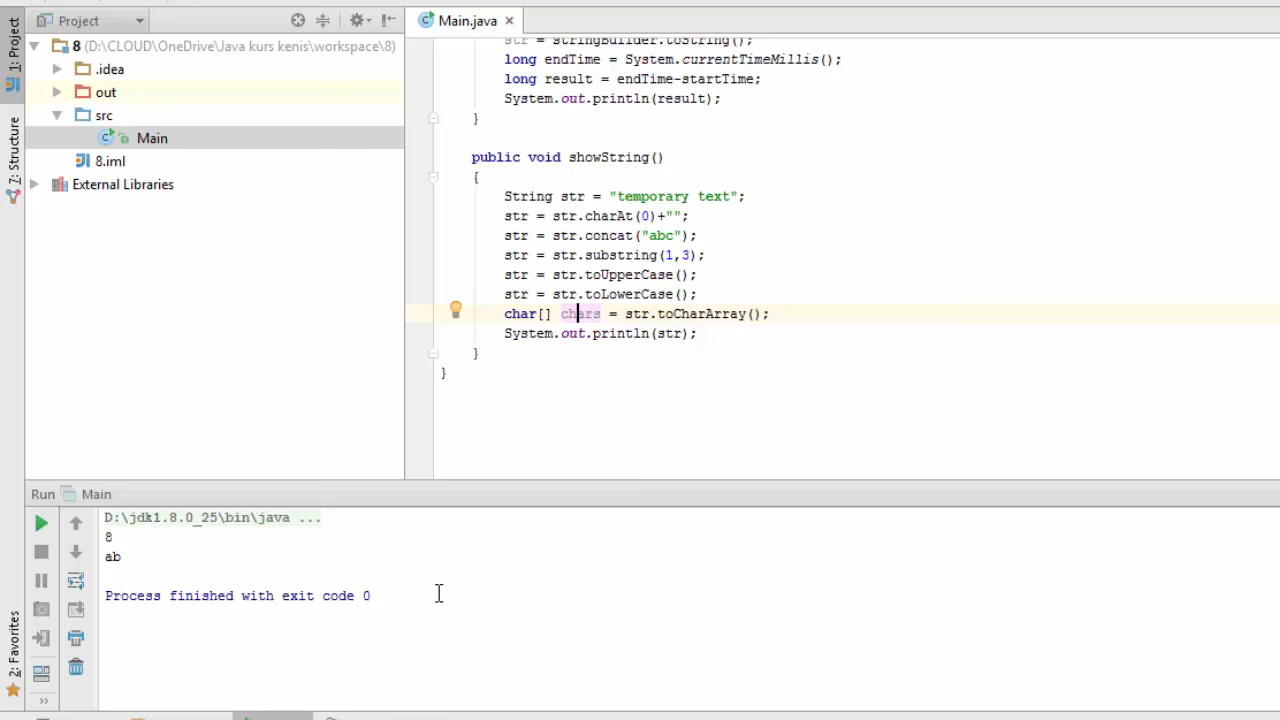 1: Project
7: Structure
2: Favorites
Project
8 (D:\CLOUD\OneDrive\Java kurs kenis\workspace\8)
.idea
out
src
Main
8.iml
External Libraries
Main.java
str = stringBuilder.toString();
long endTime = System.currentTimeMillis();
long result = endTime-startTime;
System.out.println(result);
}
public void showString()
{
String str = "temporary text";
str = str.charAt(0)+"";
str = str.concat("abc");
str = str.substring(1,3);
str = str.toUpperCase();
str = str.toLowerCase();
char[] chars = str.toCharArray();
System.out.println(str);
}
}
Run Main
D:\jdk1.8.0_25\bin\java ...
8
ab
Process finished with exit code 0